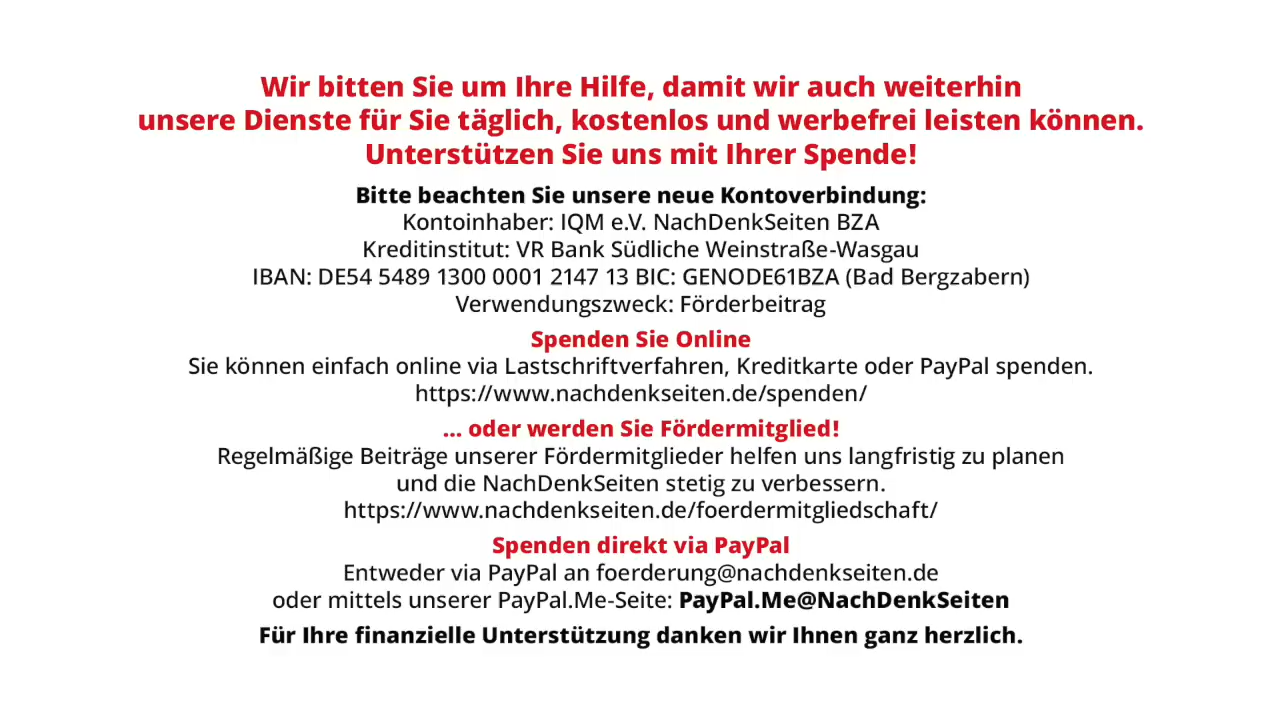 Wir bitten Sie um Ihre Hilfe, damit wir auch weiterhin
unsere Dienste für Sie täglich, kostenlos und werbefrei leisten können.
Unterstützen Sie uns mit Ihrer Spende!
Bitte beachten Sie unsere neue Kontoverbindung:
Kontoinhaber: IQM e.V. NachDenkSeiten BZA
Kreditinstitut: VR Bank Südliche Weinstraße-Wasgau
IBAN: DE54 5489 1300 0001 2147 13 BIC: GENODE61BZA (Bad Bergzabern)
Verwendungszweck: Förderbeitrag
Spenden Sie Online
Sie können einfach online via Lastschriftverfahren, Kreditkarte oder PayPal spenden.
https://www.nachdenkseiten.de/spenden/
... oder werden Sie Fördermitglied!
Regelmäßige Beiträge unserer Fördermitglieder helfen uns langfristig zu planen
und die NachDenkSeiten stetig zu verbessern.
https://www.nachdenkseiten.de/foerdermitgliedschaft/
Spenden direkt via PayPal
Entweder via PayPal an foerderung@nachdenkseiten.de
oder mittels unserer PayPal.Me-Seite: PayPal.Me@NachDenkSeiten
Für Ihre finanzielle Unterstützung danken wir Ihnen ganz herzlich.